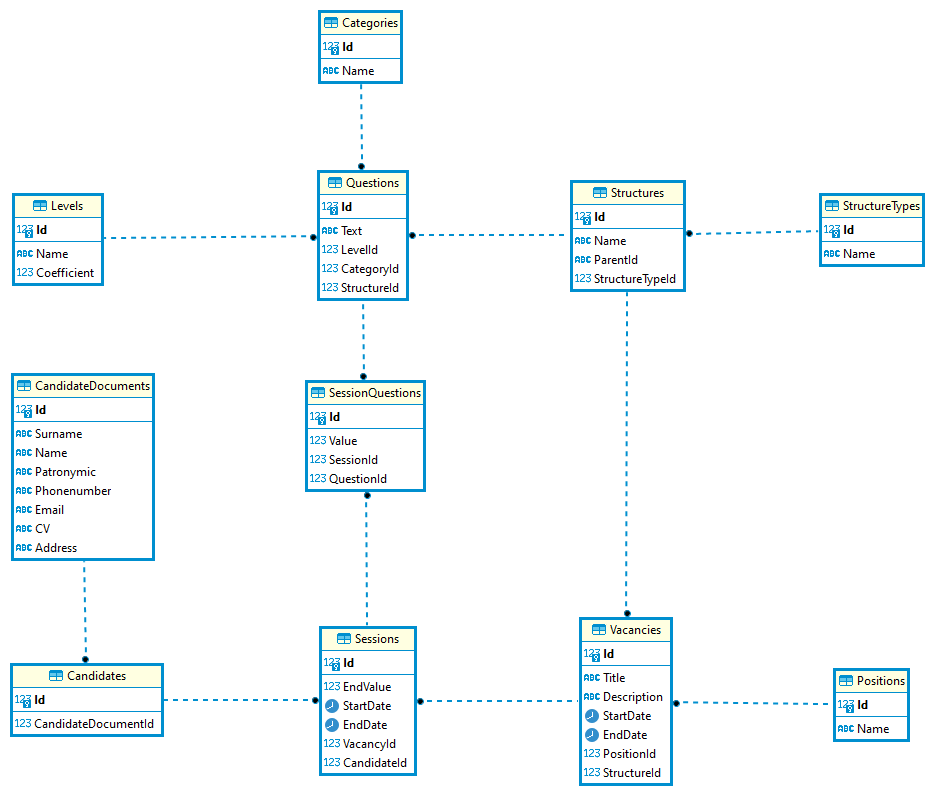 Categories
123 Id
ABC Name
Questions
123 Id
ABC Text
123 LevelId
123 CategoryId
123 StructureId
Levels
123 Id
ABC Name
123 Coefficient
Structures
123 Id
ABC Name
ABC ParentId
123 StructureTypeId
StructureTypes
123 Id
ABC Name
CandidateDocuments
123 Id
ABC Surname
ABC Name
ABC Patronymic
ABC Phonenumber
ABC Email
ABC CV
ABC Address
SessionQuestions
123 Id
123 Value
123 SessionId
123 QuestionId
Candidates
123 Id
123 CandidateDocumentId
Sessions
123 Id
123 EndValue
StartDate
EndDate
123 VacancyId
123 CandidateId
Vacancies
123 Id
ABC Title
ABC Description
StartDate
EndDate
123 PositionId
123 StructureId
Positions
123 Id
ABC Name